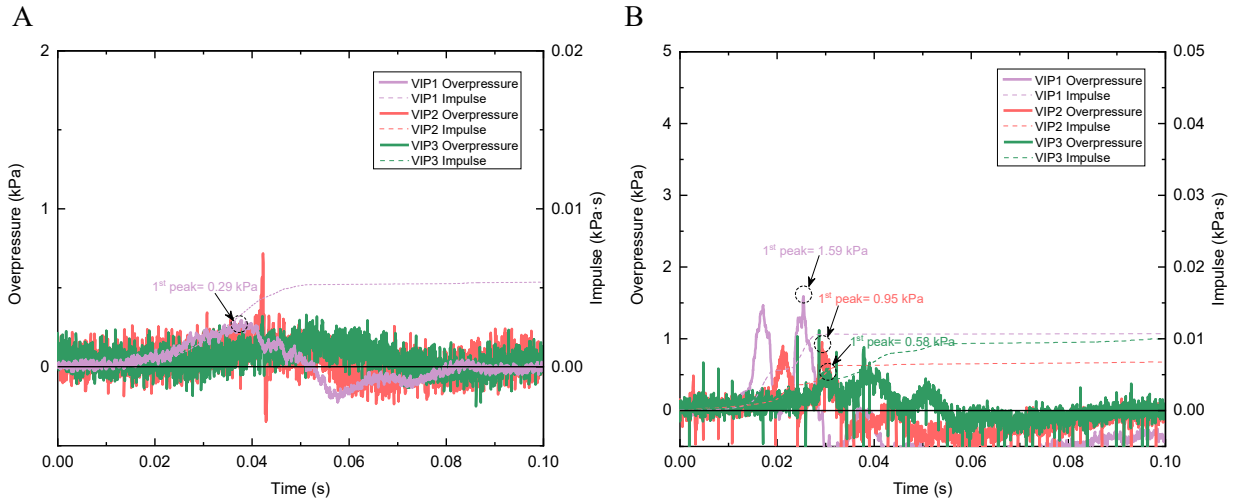 A
2
1
0
Overpressure (kPa)
0.02
0.01
0.00
Impulse (kPa·s)
VIP1 Overpressure
VIP1 Impulse
VIP2 Overpressure
VIP2 Impulse
VIP3 Overpressure
VIP3 Impulse
1st peak= 0.29 kPa
0.00 0.02 0.04 0.06 0.08 0.10
Time (s)
B
5
4
3
2
1
0
Overpressure (kPa)
0.05
0.04
0.03
0.02
0.01
0.00
Impulse (kPa·s)
VIP1 Overpressure
VIP1 Impulse
VIP2 Overpressure
VIP2 Impulse
VIP3 Overpressure
VIP3 Impulse
1st peak= 1.59 kPa
1st peak= 0.95 kPa
1st peak= 0.58 kPa
0.00 0.02 0.04 0.06 0.08 0.10
Time (s)